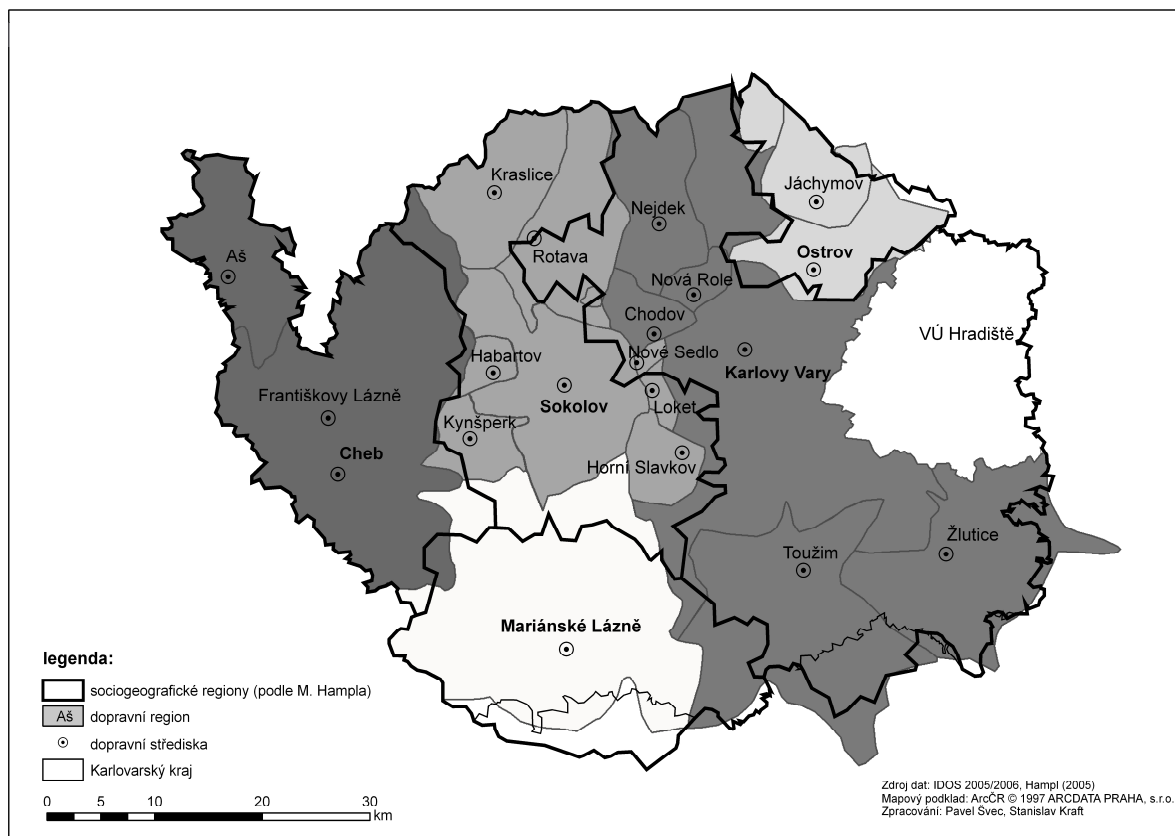 Kraslice
Jáchymov
Nejdek
Rotava
Ostrov
Aš
Nová Role
Chodov
VÚ Hradiště
Habartov
Nové Sedlo
Karlovy Vary
Františkovy Lázně
Sokolov
Loket
Kynšperk
Cheb
Horní Slavkov
Žlutice
Toužim
Mariánské Lázně
legenda:
sociogeografické regiony (podle M. Hampla)
Aš dopravní region
dopravní střediska
Karlovarský kraj
0 5 10 20 30
km
Zdroj dat: IDOS 2005/2006, Hampl (2005)
Mapový podklad: ArcČR © 1997 ARCDATA PRAHA, s.r.o.
Zpracování: Pavel Švec, Stanislav Kraft